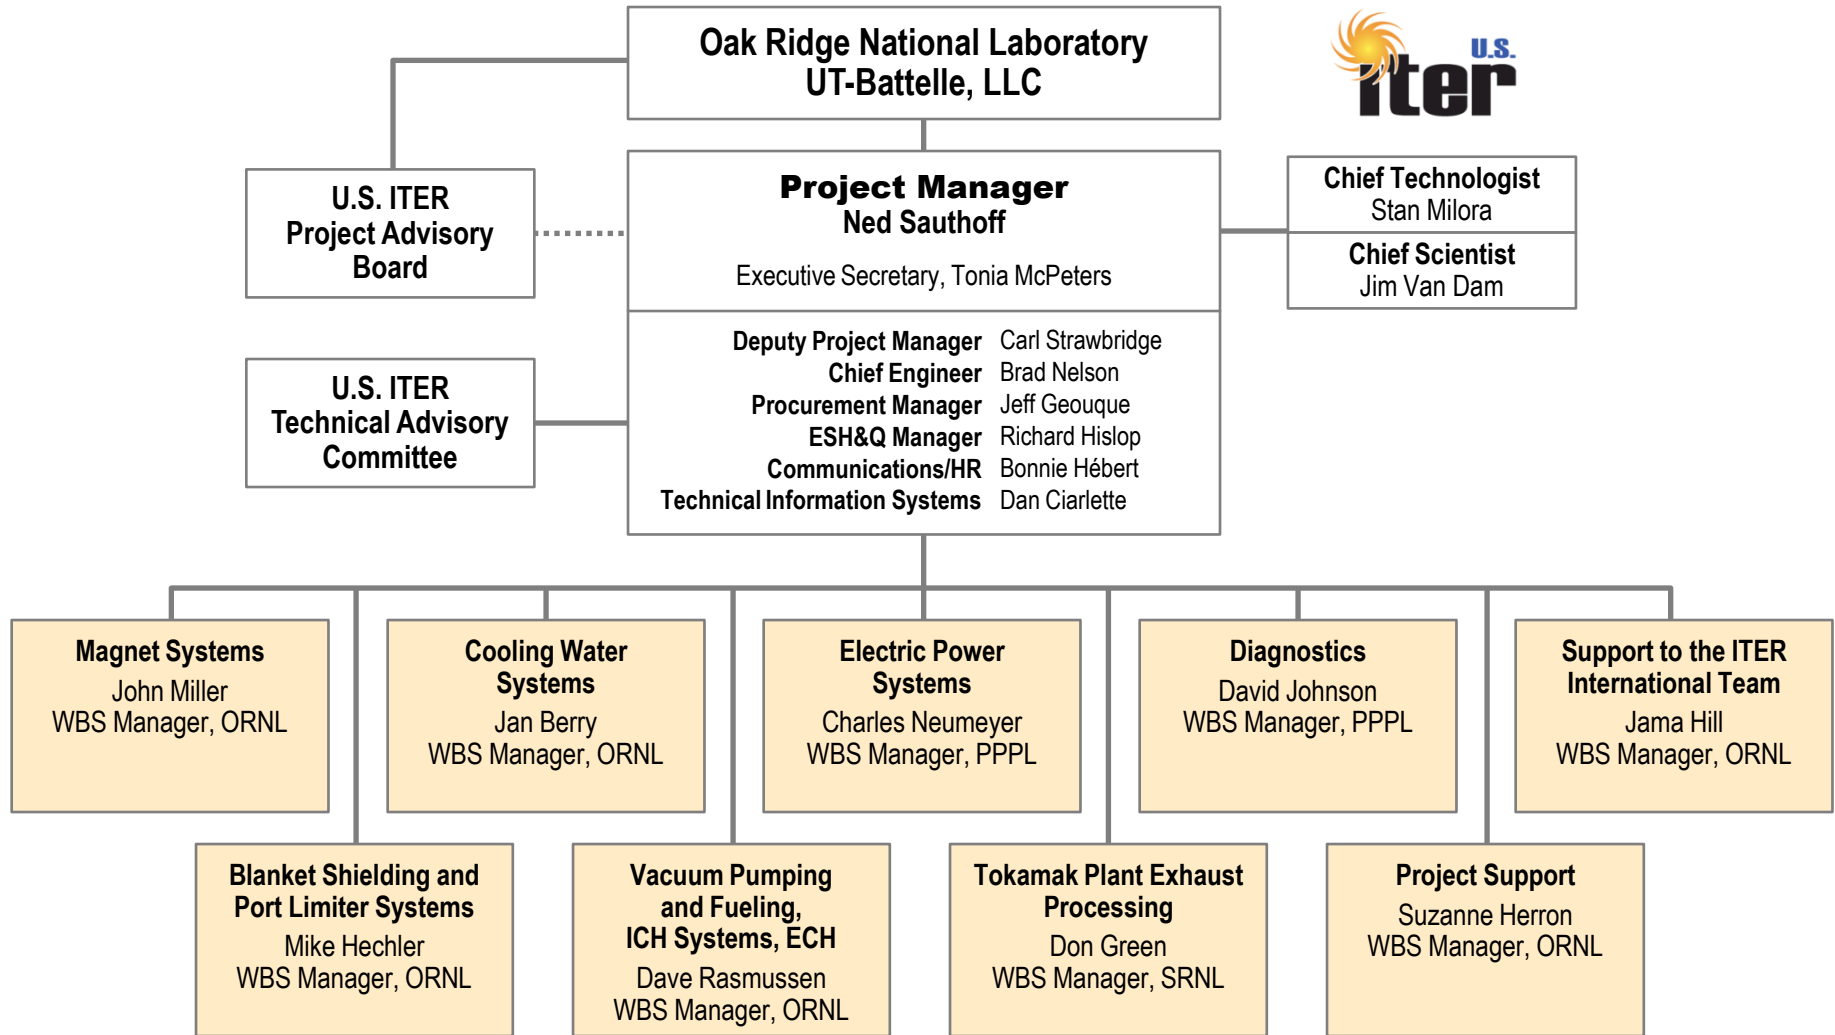 Oak Ridge National Laboratory
UT-Battelle, LLC
U.S.
iter
U.S. ITER
Project Advisory
Board
Project Manager
Ned Sauthoff
Executive Secretary, Tonia McPeters
Chief Technologist
Stan Milora
Chief Scientist
Jim Van Dam
U.S. ITER
Technical Advisory
Committee
Deputy Project Manager Carl Strawbridge
Chief Engineer Brad Nelson
Procurement Manager Jeff Geouque
ESH&Q Manager Richard Hislop
Communications/HR Bonnie Hébert
Technical Information Systems Dan Ciarlette
Magnet Systems
John Miller
WBS Manager, ORNL
Cooling Water
Systems
Jan Berry
WBS Manager, ORNL
Electric Power
Systems
Charles Neumeyer
WBS Manager, PPPL
Diagnostics
David Johnson
WBS Manager, PPPL
Support to the ITER
International Team
Jama Hill
WBS Manager, ORNL
Blanket Shielding and
Port Limiter Systems
Mike Hechler
WBS Manager, ORNL
Vacuum Pumping
and Fueling,
ICH Systems, ECH
Dave Rasmussen
WBS Manager, ORNL
Tokamak Plant Exhaust
Processing
Don Green
WBS Manager, SRNL
Project Support
Suzanne Herron
WBS Manager, ORNL